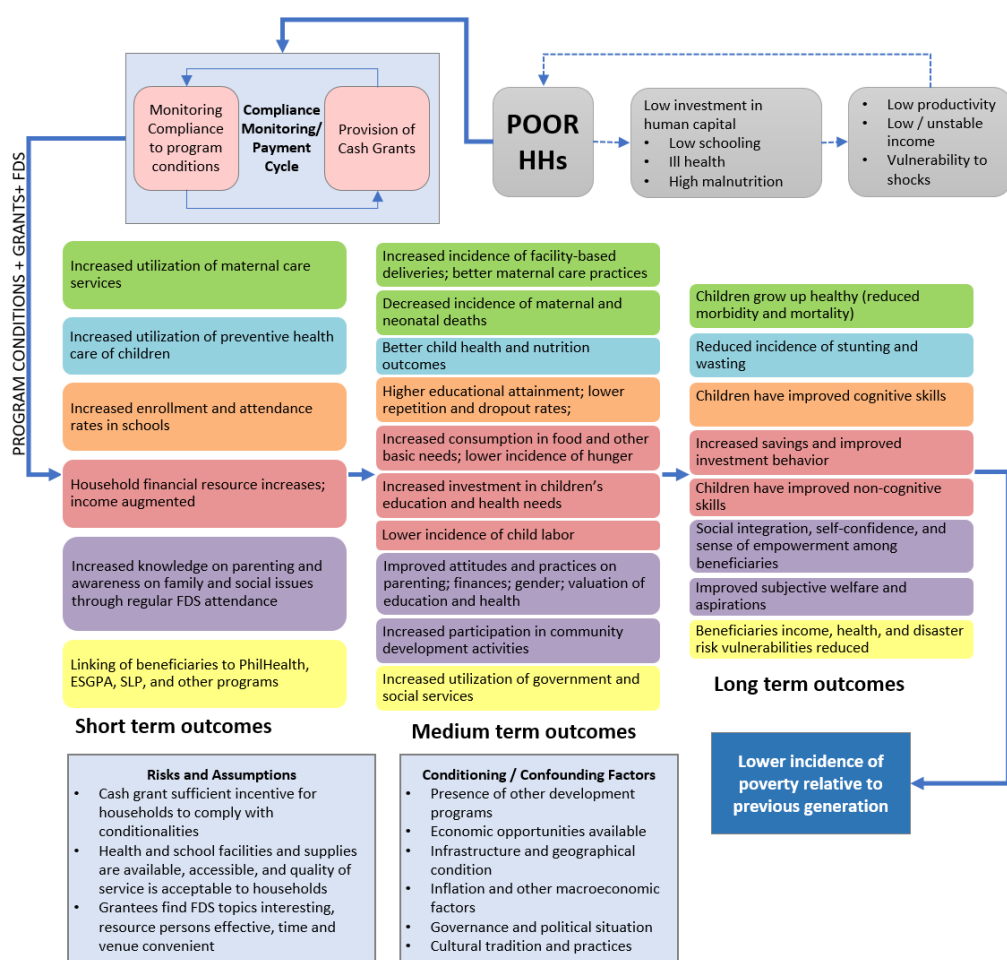 Monitoring
Compliance
to program
conditions
Compliance
Monitoring/
Payment
Cycle
Provision of
Cash Grants
POOR
HHs
Low investment in
human capital
• Low schooling
• Ill health
• High malnutrition
• Low productivity
• Low / unstable
income
• Vulnerability to
shocks
PROGRAM CONDITIONS + GRANTS+ FDS
Increased utilization of maternal care
services
Increased utilization of preventive health
care of children
Increased enrollment and attendance
rates in schools
Household financial resource increases;
income augmented
Increased knowledge on parenting and
awareness on family and social issues
through regular FDS attendance
Linking of beneficiaries to PhilHealth,
ESGPA, SLP, and other programs
Short term outcomes
Increased incidence of facility-based
deliveries; better maternal care practices
Decreased incidence of maternal and
neonatal deaths
Better child health and nutrition
outcomes
Higher educational attainment; lower
repetition and dropout rates;
Increased consumption in food and other
basic needs; lower incidence of hunger
Increased investment in children's
education and health needs
Lower incidence of child labor
Improved attitudes and practices on
parenting; finances; gender; valuation of
education and health
Increased participation in community
development activities
Increased utilization of government and
social services
Medium term outcomes
Children grow up healthy (reduced
morbidity and mortality)
Reduced incidence of stunting and
wasting
Children have improved cognitive skills
Increased savings and improved
investment behavior
Children have improved non-cognitive
skills
Social integration, self-confidence, and
sense of empowerment among
beneficiaries
Improved subjective welfare and
aspirations
Beneficiaries income, health, and disaster
risk vulnerabilities reduced
Long term outcomes
Lower incidence of
poverty relative to
previous generation
Risks and Assumptions
• Cash grant sufficient incentive for
households to comply with
conditionalities
• Health and school facilities and supplies
are available, accessible, and quality of
service is acceptable to households
• Grantees find FDS topics interesting,
resource persons effective, time and
venue convenient
Conditioning / Confounding Factors
• Presence of other development
programs
• Economic opportunities available
• Infrastructure and geographical
condition
• Inflation and other macroeconomic
factors
• Governance and political situation
• Cultural tradition and practices